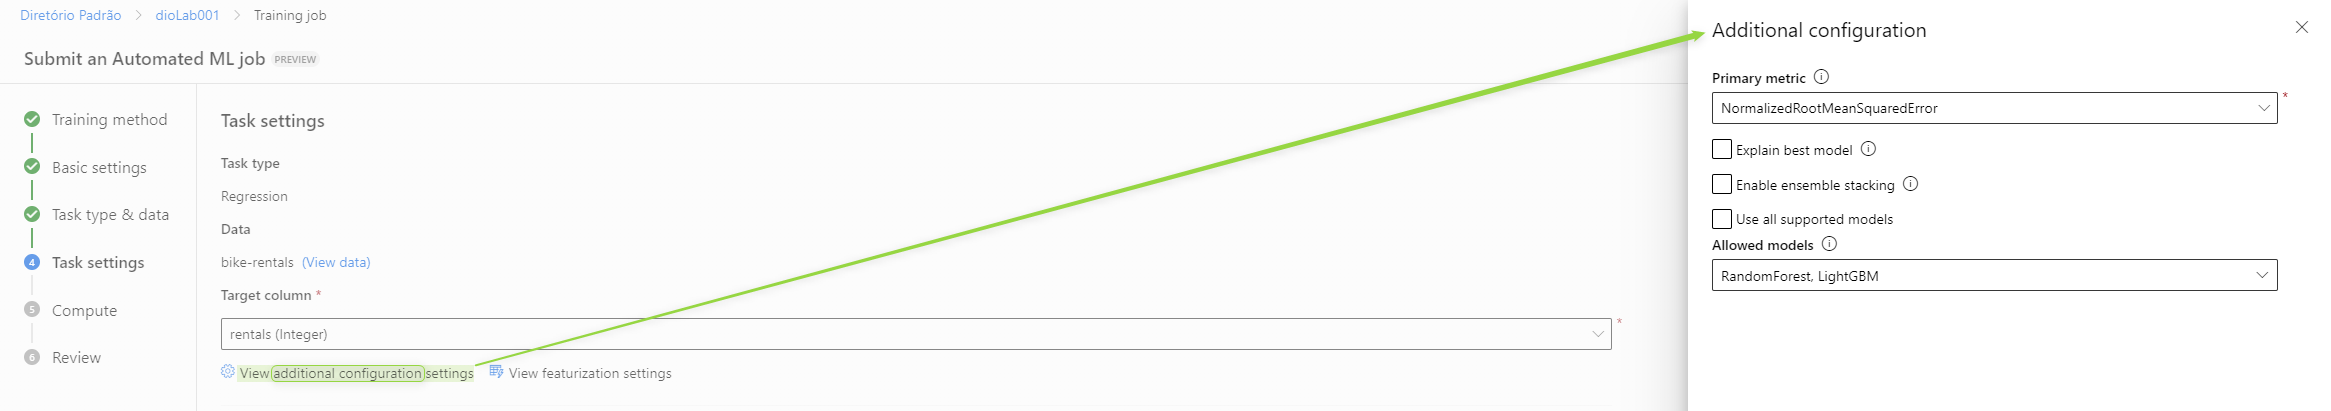 Diretório Padrão > dioLab001 > Training job
Submit an Automated ML job PREVIEW
Training method
Basic settings
Task type & data
4 Task settings
5 Compute
6 Review
Task settings
Task type
Regression
Data
bike-rentals (View data)
Target column *
rentals (Integer) *
View additional configuration settings View featurization settings
Additional configuration
Primary metric
NormalizedRootMeanSquaredError *
Explain best model
Enable ensemble stacking
Use all supported models
Allowed models
RandomForest, LightGBM